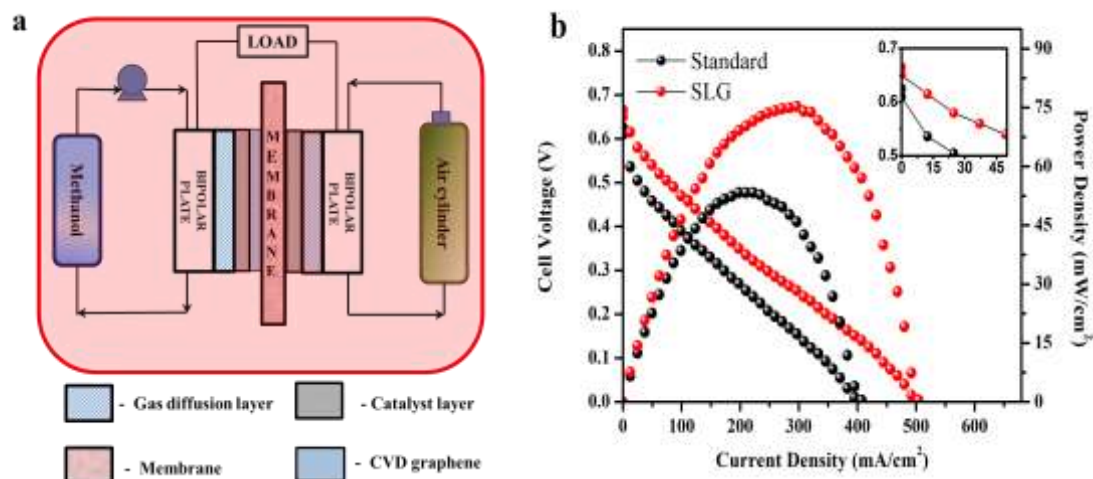 a
LOAD
Methanol
BIPOLAR
PLATE
MEMBRANE
BIPOLAR
PLATE
Air cylinder
- Gas diffusion layer
- Catalyst layer
- Membrane
- CVD graphene
b
Cell Voltage (V)
0.8
0.7
0.6
0.5
0.4
0.3
0.2
0.1
0.0
Standard
SLG
0.7
0.6
0.5
0 15 30 45
90
75
60
45
30
15
0
Power Density (mW/cm²)
0 100 200 300 400 500 600
Current Density (mA/cm²)